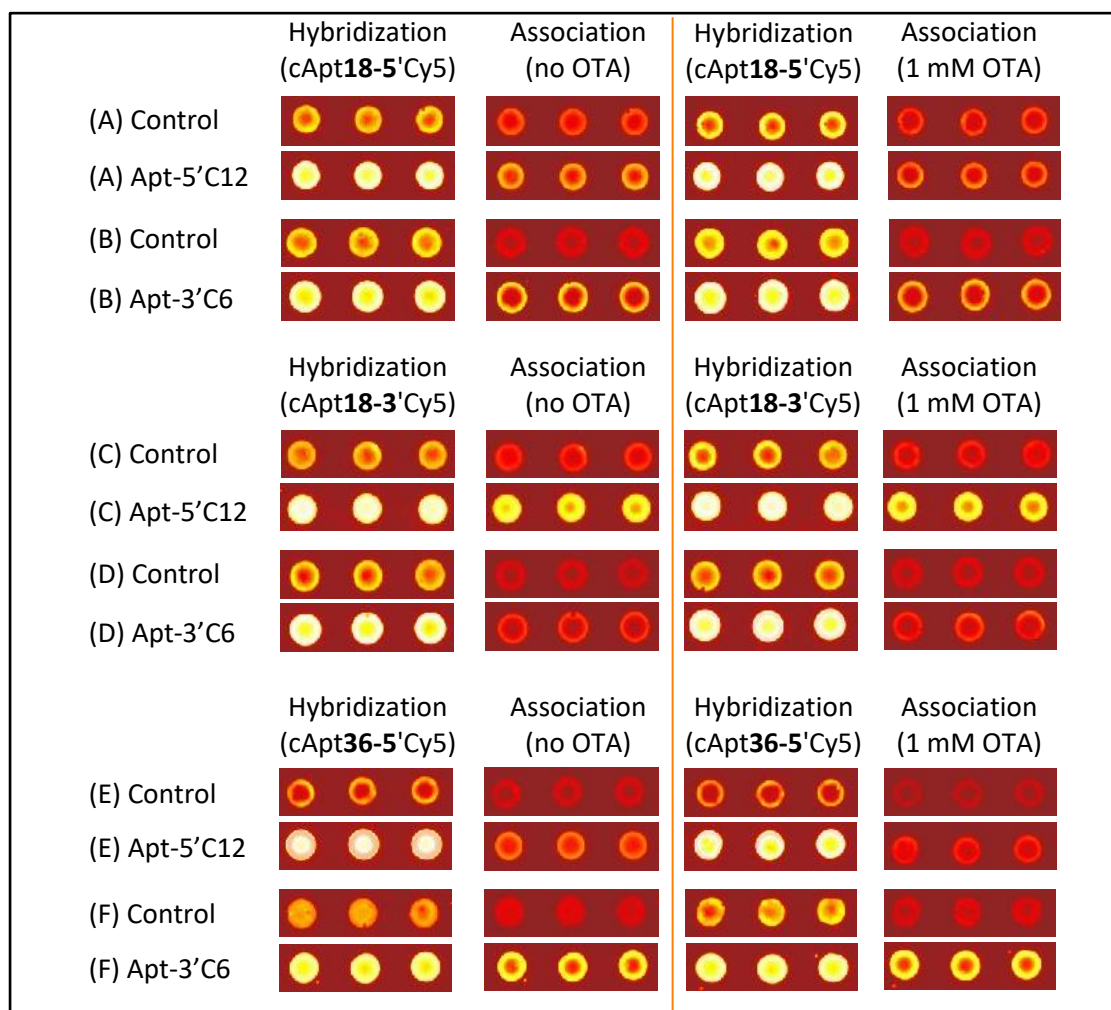 Hybridization Association Hybridization Association
(cApt18-5'Cy5) (no OTA) (cApt18-5'Cy5) (1 mM OTA)
(A) Control
(A) Apt-5’C12
(B) Control
(B) Apt-3’C6
Hybridization Association Hybridization Association
(cApt18-3'Cy5) (no OTA) (cApt18-3'Cy5) (1 mM OTA)
(C) Control
(C) Apt-5’C12
(D) Control
(D) Apt-3’C6
Hybridization Association Hybridization Association
(cApt36-5'Cy5) (no OTA) (cApt36-5'Cy5) (1 mM OTA)
(E) Control
(E) Apt-5’C12
(F) Control
(F) Apt-3’C6